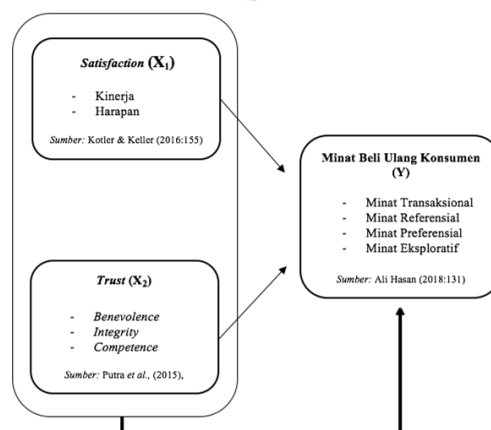 Satisfaction (X₁)
- Kinerja
- Harapan
Sumber: Kotler & Keller (2016:155)
Trust (X₂)
- Benevolence
- Integrity
- Competence
Sumber: Putra et al., (2015),
Minat Beli Ulang Konsumen
(Y)
- Minat Transaksional
- Minat Referensial
- Minat Preferensial
- Minat Eksploratif
Sumber: Ali Hasan (2018:131)